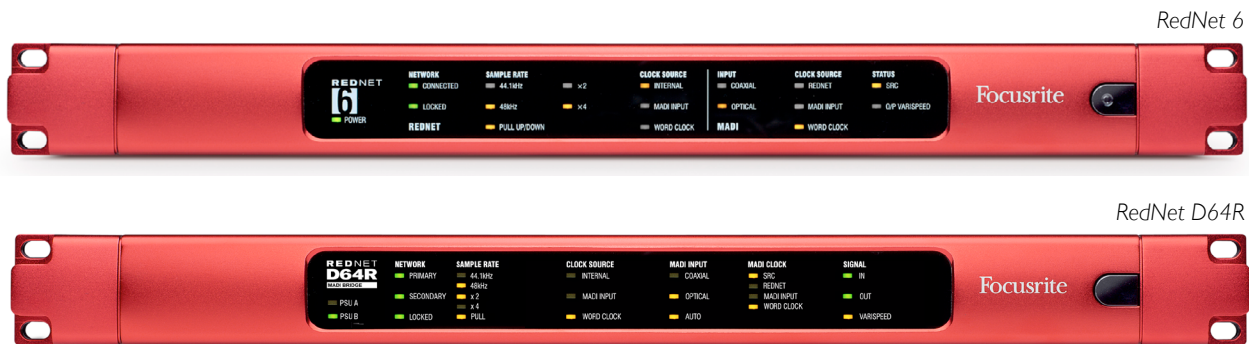 RedNet 6
REDNET
6
POWER
NETWORK
CONNECTED
LOCKED
REDNET
SAMPLE RATE
44.1kHz
×2
48kHz
×4
PULL UP/DOWN
CLOCK SOURCE
INTERNAL
MADI INPUT
WORD CLOCK
INPUT
COAXIAL
OPTICAL
MADI
CLOCK SOURCE
REDNET
MADI INPUT
WORD CLOCK
STATUS
SRC
O/P VARISPEED
Focusrite
RedNet D64R
REDNET
D64R
MADI BRIDGE
PSU A
PSU B
NETWORK
PRIMARY
SECONDARY
LOCKED
SAMPLE RATE
44.1kHz
48kHz
x 2
x 4
PULL
CLOCK SOURCE
INTERNAL
MADI INPUT
WORD CLOCK
MADI INPUT
COAXIAL
OPTICAL
AUTO
MADI CLOCK
SRC
REDNET
MADI INPUT
WORD CLOCK
SIGNAL
IN
OUT
VARISPEED
Focusrite